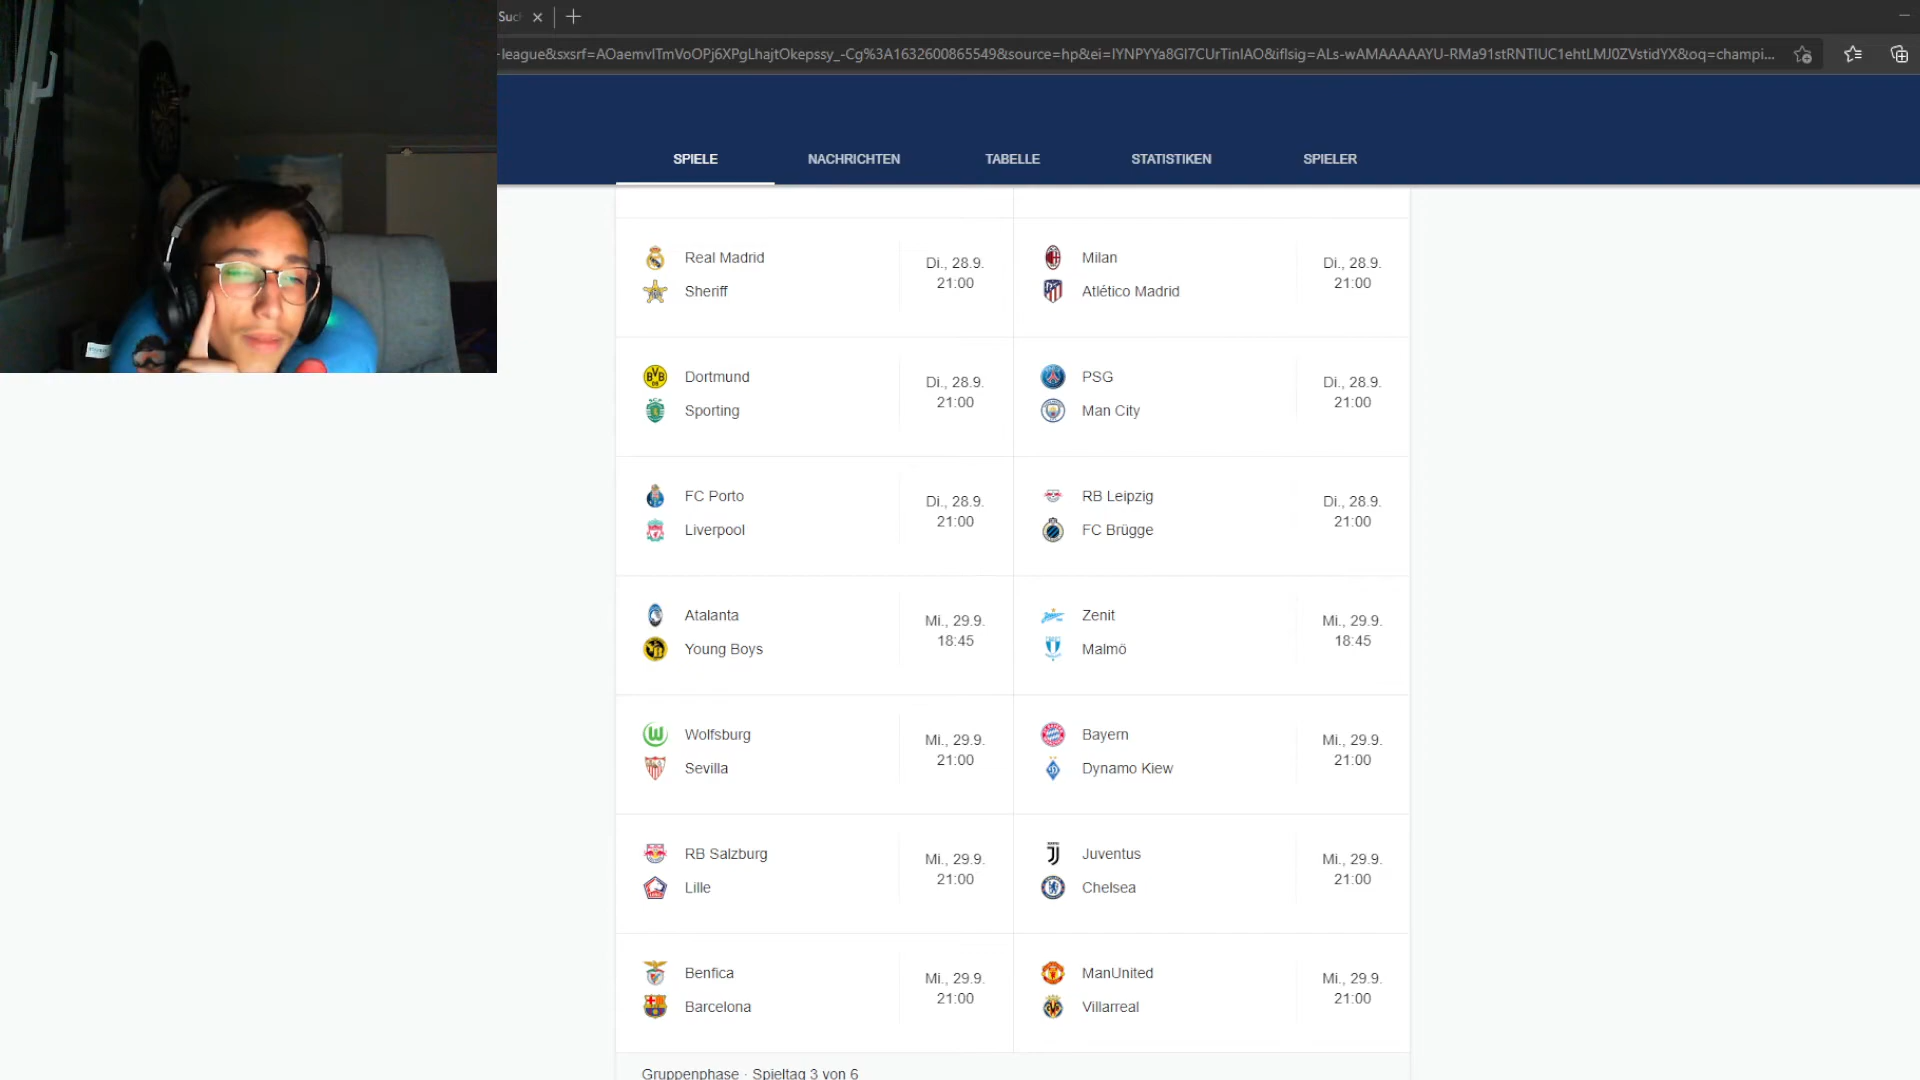 Suc
-league&sxsrf=AOaemvITmVoOPj6XPgLhajtOkepssy_-Cg%3A1632600865549&source=hp&ei=IYNPYYa8GI7CUrTinIAO&iflsig=ALs-wAMAAAAAYU-RMa91stRNTIUC1ehtLMJ0ZVstidYX&oq=champi...
SPIELE NACHRICHTEN TABELLE STATISTIKEN SPIELER
Real Madrid
Sheriff
Di., 28.9.
21:00
Milan
Atlético Madrid
Di., 28.9.
21:00
Dortmund
Sporting
Di., 28.9.
21:00
PSG
Man City
Di., 28.9.
21:00
FC Porto
Liverpool
Di., 28.9.
21:00
RB Leipzig
FC Brügge
Di., 28.9.
21:00
Atalanta
Young Boys
Mi., 29.9.
18:45
Zenit
Malmö
Mi., 29.9.
18:45
Wolfsburg
Sevilla
Mi., 29.9.
21:00
Bayern
Dynamo Kiew
Mi., 29.9.
21:00
RB Salzburg
Lille
Mi., 29.9.
21:00
Juventus
Chelsea
Mi., 29.9.
21:00
Benfica
Barcelona
Mi., 29.9.
21:00
ManUnited
Villarreal
Mi., 29.9.
21:00
Gruppenphase · Spieltag 3 von 6